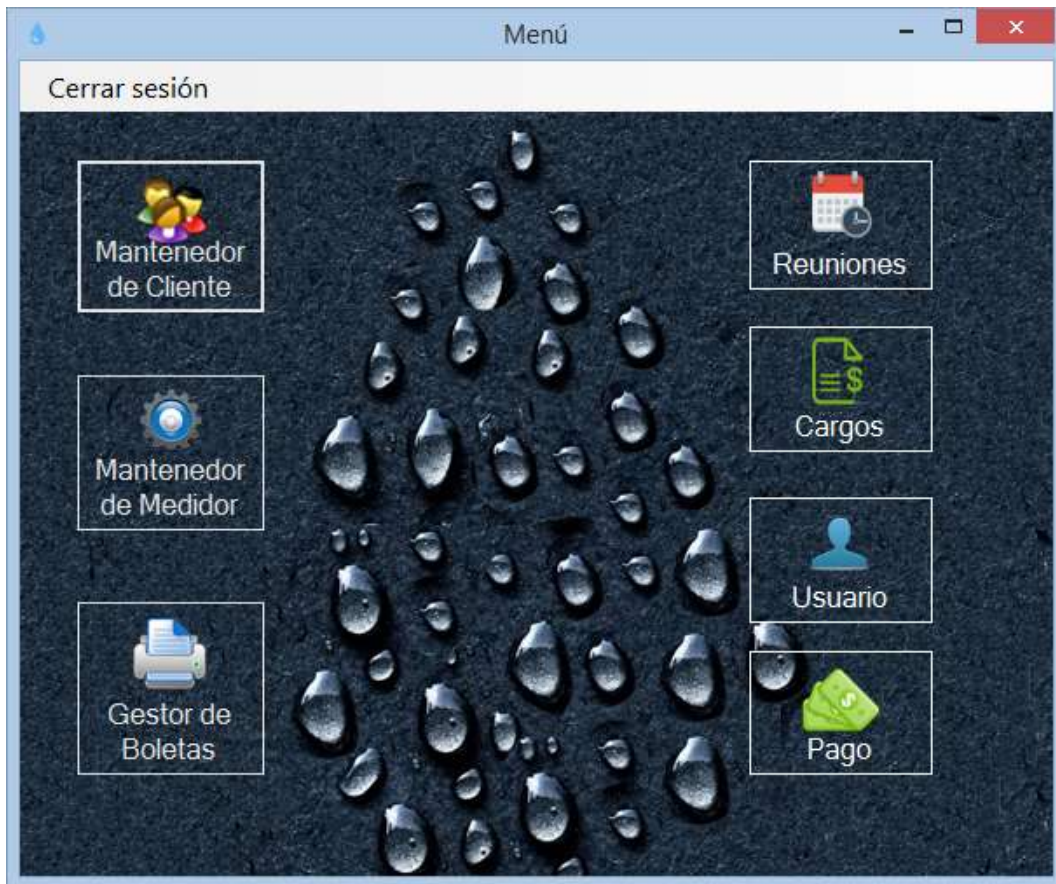 Menú
Cerrar sesión
Mantenedor
de Cliente
Mantenedor
de Medidor
Gestor de
Boletas
Reuniones
Cargos
Usuario
Pago